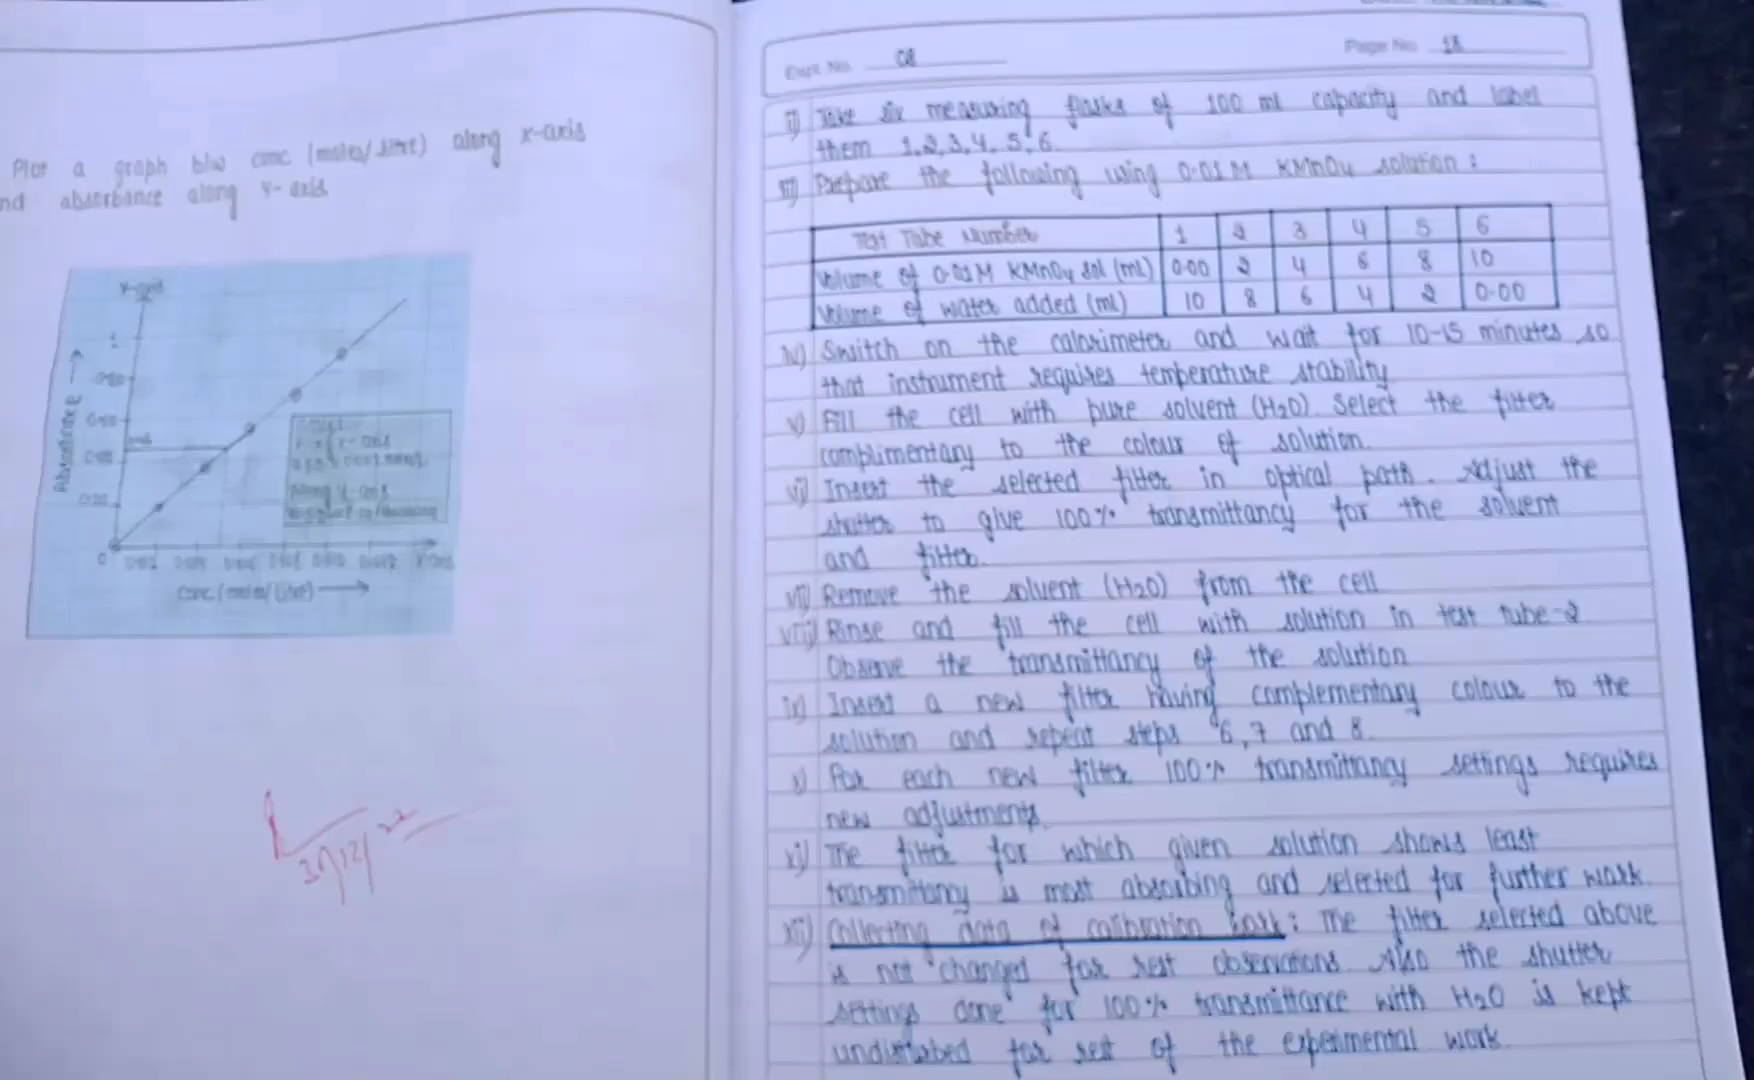 Plot a graph b/w conc. (moles/litre) along x-axis
nd absorbance along Y-axis
Y-axis
1
Absorbance
0
Conc. (moles/litre)
Expt. No. 08
Page No. 18
ii) Take six measuring flasks of 100 ml capacity and label
them 1,2,3,4, 5, 6.
iii) Prepare the following using 0.01M KMnO4 solution :
Test Tube Number 1 2 3 4 5 6
Volume of 0.01M KMnO4 sol (ml) 0.00 2 4 6 8 10
Volume of water added (ml) 10 8 6 4 2 0.00
iv) Switch on the calorimeter and wait for 10-15 minutes so
that instrument requires temperature stability
v) Fill the cell with pure solvent (H2O). Select the filter
complimentary to the colour of solution.
vi) Insert the selected filter in optical path. Adjust the
shutter to give 100% transmittancy for the solvent
and filter.
vii) Remove the solvent (H2O) from the cell
viii) Rinse and fill the cell with solution in test tube-2
Observe the transmittancy of the solution
ix) Insert a new filter having complementary colour to the
solution and repeat steps 6,7 and 8.
x) For each new filter 100% transmittancy settings requires
new adjustments.
xi) The filter for which given solution shows least
transmittancy is most absorbing and selected for further work.
xii) Collecting data of calibration : The filter selected above
is not changed for rest observations. Also the shutter
settings done for 100% transmittance with H2O is kept
undisturbed for rest of the experimental work.